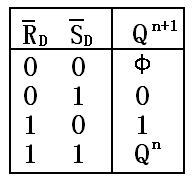 R̅D S̅D Qⁿ⁺¹
0 0 ϕ
0 1 0
1 0 1
1 1 Qⁿ